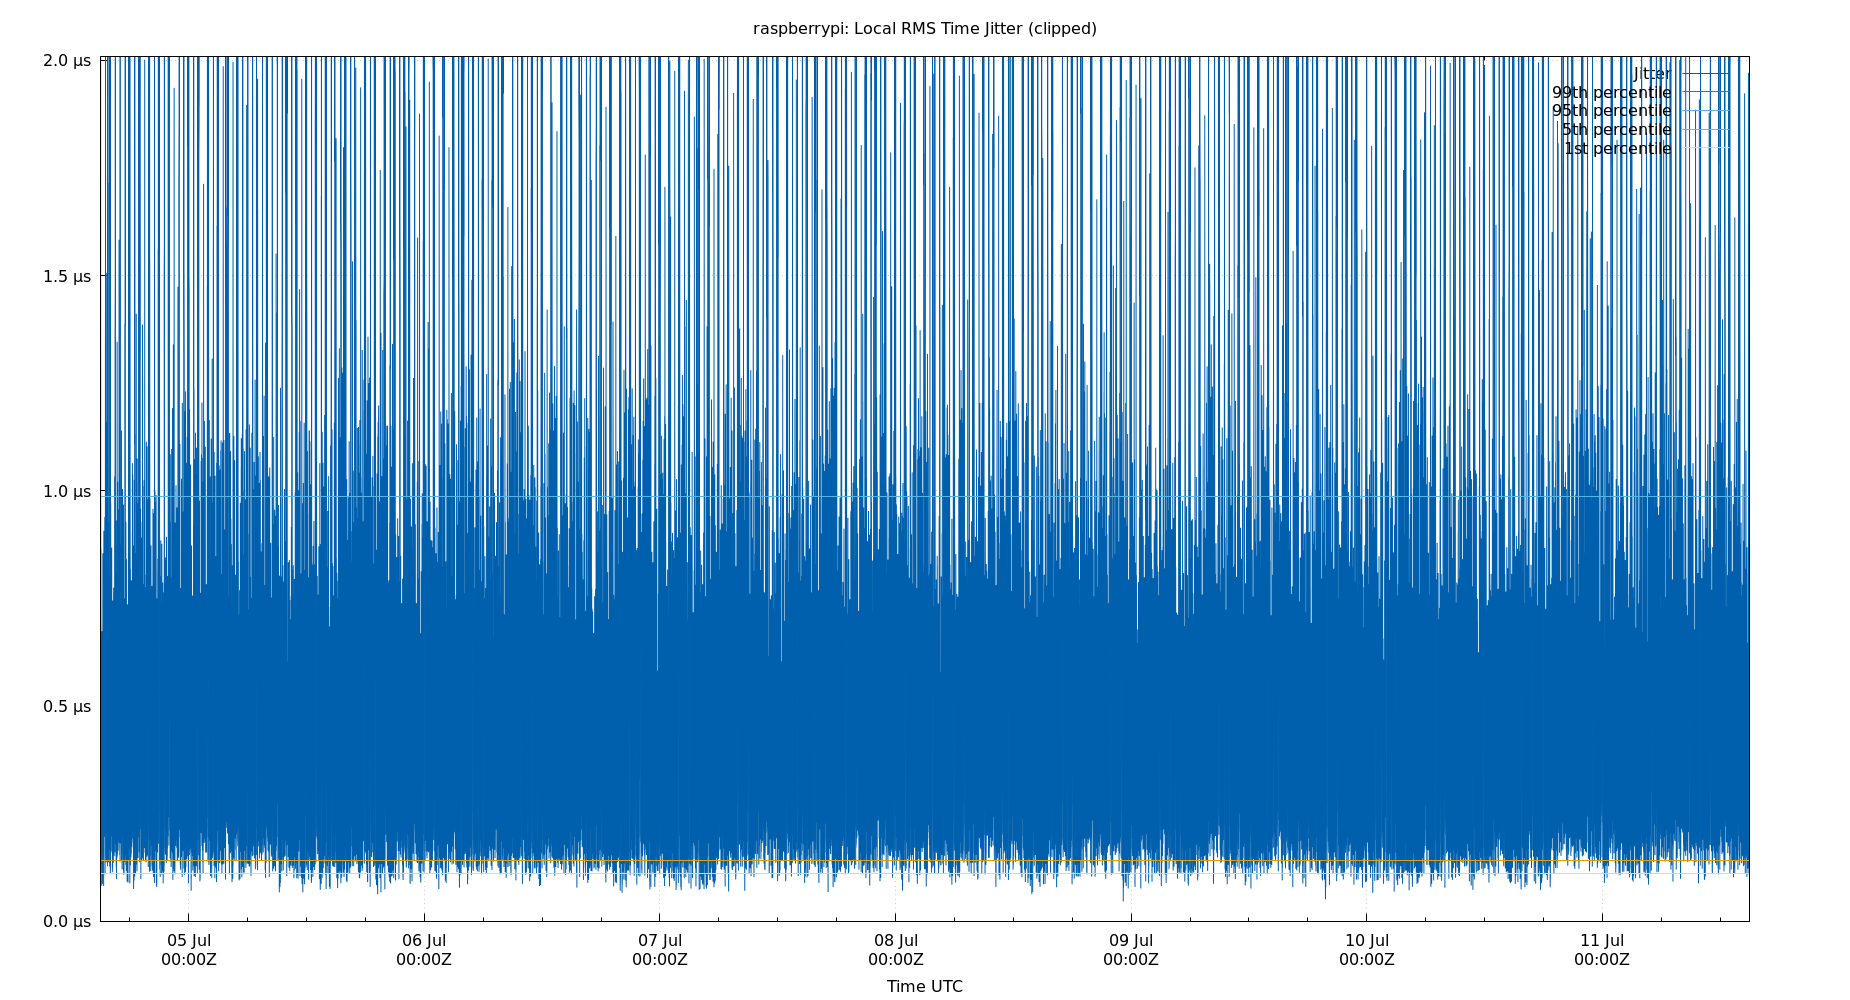 raspberrypi: Local RMS Time Jitter (clipped)
2.0 µs
Jitter
99th percentile
95th percentile
5th percentile
1st percentile
1.5 µs
1.0 µs
0.5 µs
0.0 µs
05 Jul 06 Jul 07 Jul 08 Jul 09 Jul 10 Jul 11 Jul
00:00Z 00:00Z 00:00Z 00:00Z 00:00Z 00:00Z 00:00Z
Time UTC